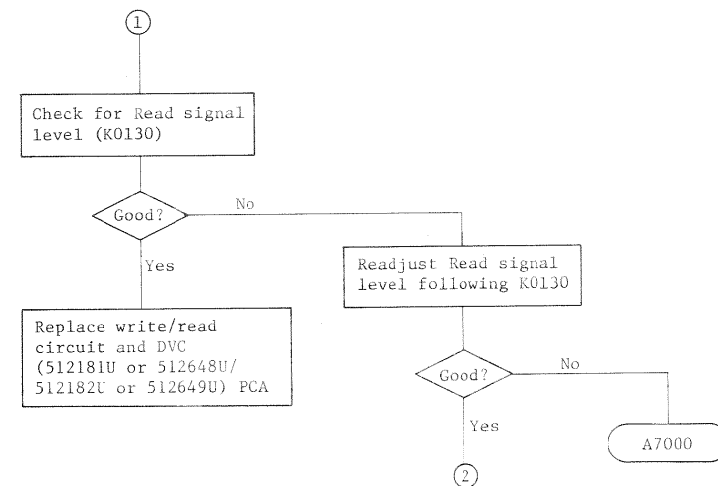 1
Check for Read signal
level (K0130)
Good?
No
Yes
Readjust Read signal
level following K0130
Replace write/read
circuit and DVC
(512181U or 512648U/
512182U or 512649U) PCA
Good?
No
Yes
A7000
2